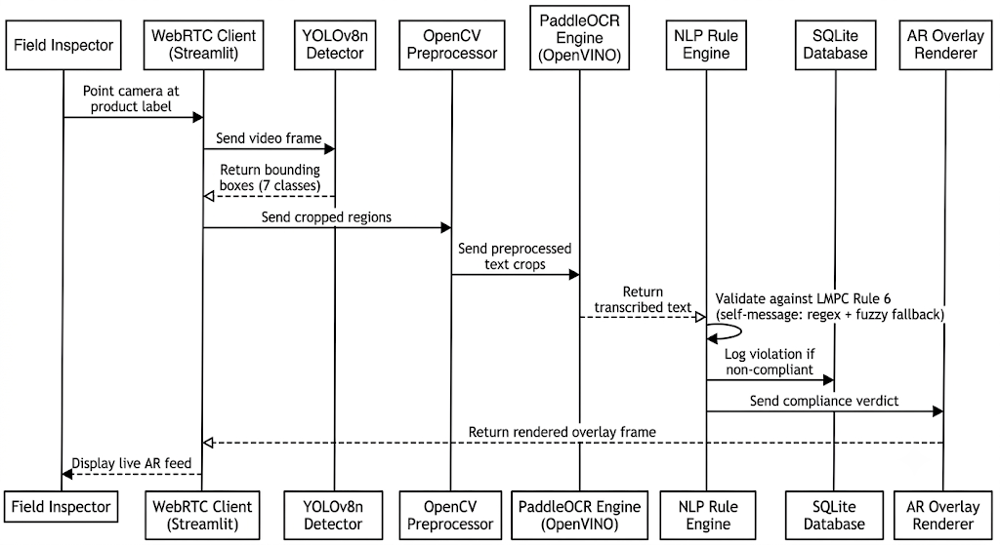 Field Inspector
WebRTC Client
(Streamlit)
YOLOv8n
Detector
OpenCV
Preprocessor
PaddleOCR
Engine
(OpenVINO)
NLP Rule
Engine
SQLite
Database
AR Overlay
Renderer
Point camera at
product label
Send video frame
Return bounding
boxes (7 classes)
Send cropped regions
Send preprocessed
text crops
Return
transcribed text
Validate against LMPC Rule 6
(self-message: regex + fuzzy fallback)
Log violation if
non-compliant
Send compliance verdict
Return rendered overlay frame
Display live AR feed
Field Inspector
WebRTC Client
(Streamlit)
YOLOv8n
Detector
OpenCV
Preprocessor
PaddleOCR Engine
(OpenVINO)
NLP Rule
Engine
SQLite
Database
AR Overlay
Renderer